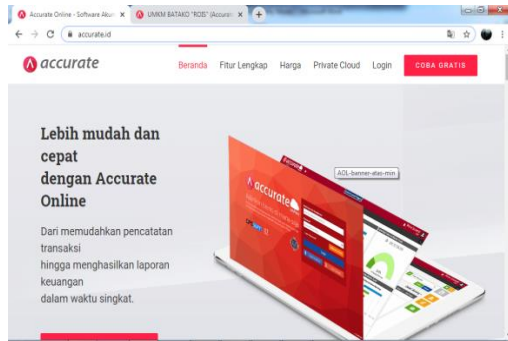 Accurate Online - Software Akun
UMKM BATAKO "ROIS" (Accurate
accurate.id
accurate
Beranda
Fitur Lengkap
Harga
Private Cloud
Login
COBA GRATIS
Lebih mudah dan
cepat
dengan Accurate
Online
Dari memudahkan pencatatan
transaksi
hingga menghasilkan laporan
keuangan
dalam waktu singkat.
accurate
AOL-banner-atas-min